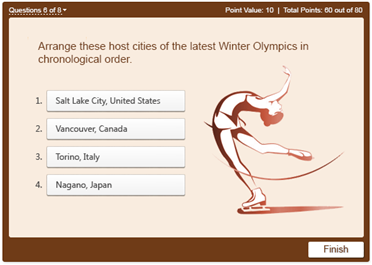 Questions 6 of 8
Point Value: 10 | Total Points: 60 out of 80
Arrange these host cities of the latest Winter Olympics in
chronological order.
1. Salt Lake City, United States
2. Vancouver, Canada
3. Torino, Italy
4. Nagano, Japan
Finish